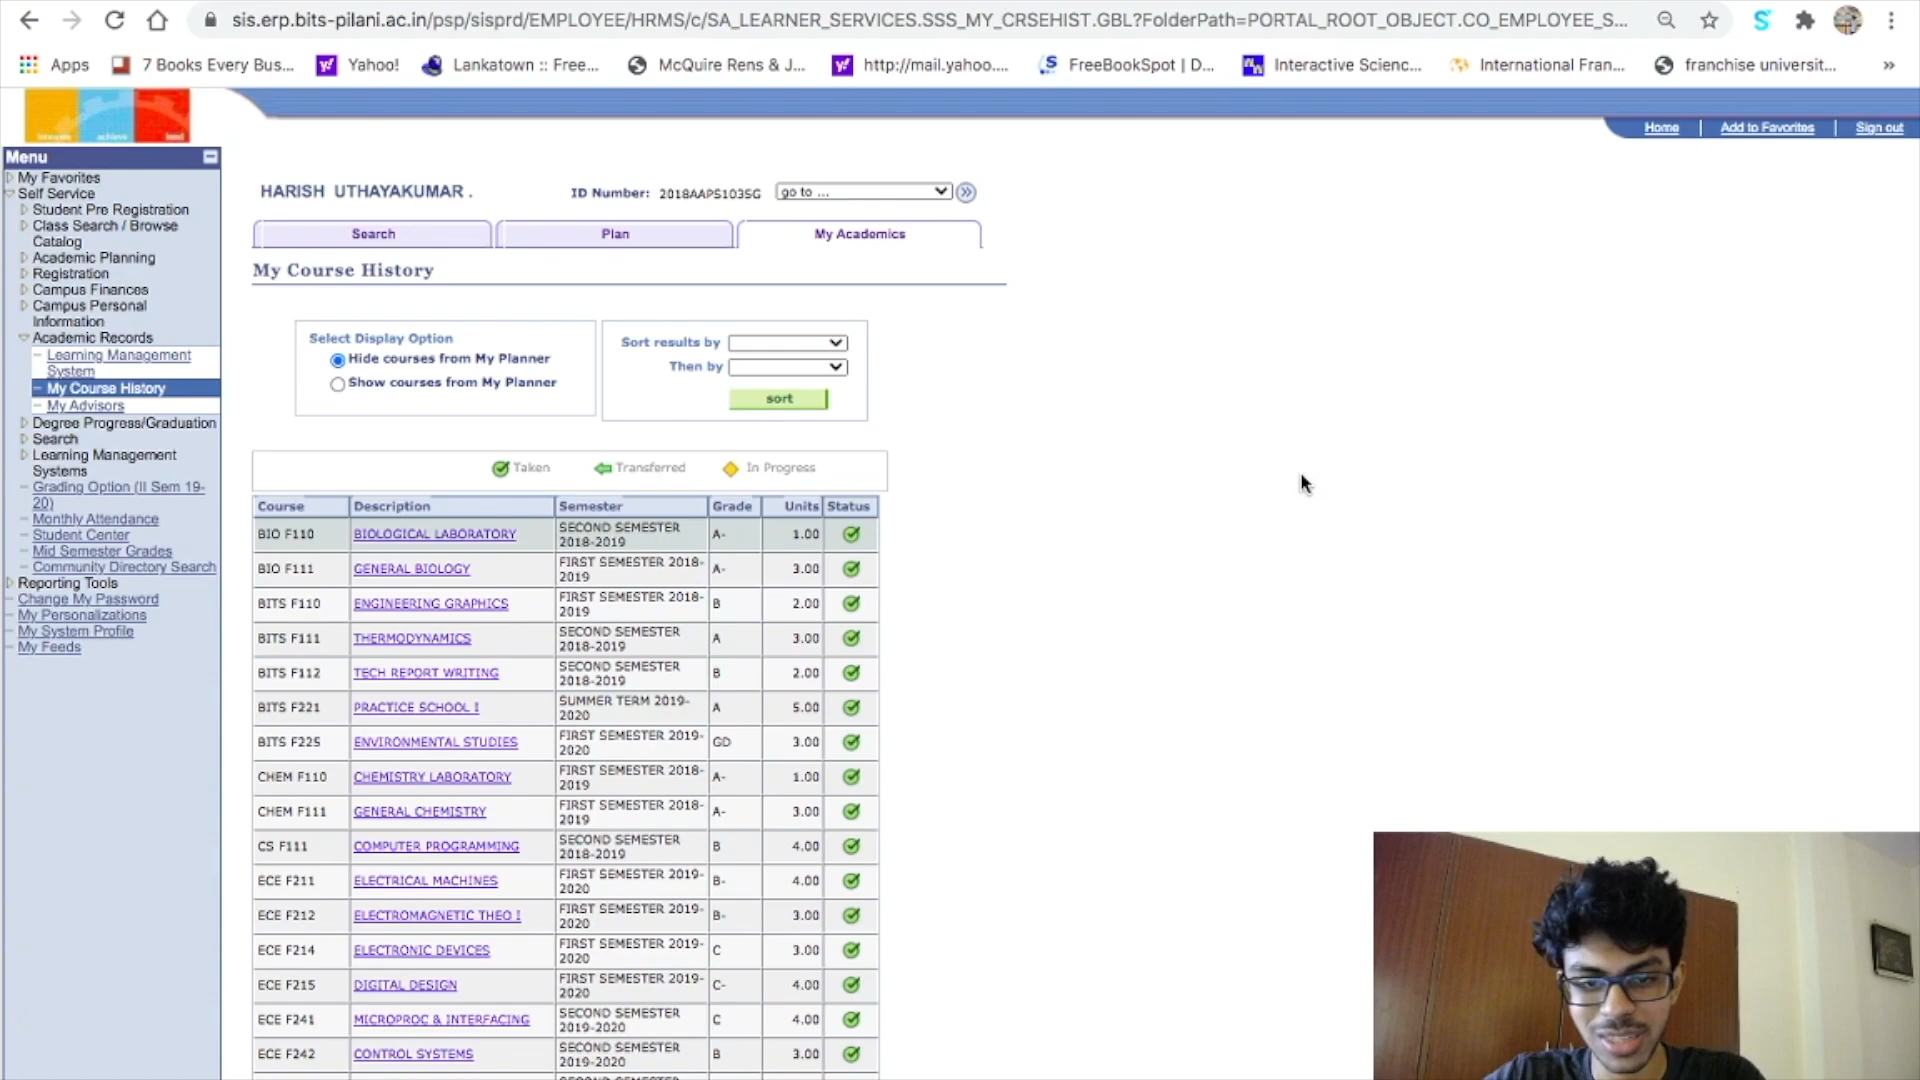 sis.erp.bits-pilani.ac.in/psp/sisprd/EMPLOYEE/HRMS/c/SA_LEARNER_SERVICES.SSS_MY_CRSEHIST.GBL?FolderPath=PORTAL_ROOT_OBJECT.CO_EMPLOYEE_S...
Apps 7 Books Every Bus... Yahoo! Lankatown :: Free... McQuire Rens & J... http://mail.yahoo.... FreeBookSpot | D... Interactive Scienc... International Fran... franchise universit... »
achieve lead
Home Add to Favorites Sign out
Menu
My Favorites
Self Service
Student Pre Registration
Class Search / Browse
Catalog
Academic Planning
Registration
Campus Finances
Campus Personal
Information
Academic Records
Learning Management
System
My Course History
My Advisors
Degree Progress/Graduation
Search
Learning Management
Systems
Grading Option (II Sem 19-
20)
Monthly Attendance
Student Center
Mid Semester Grades
Community Directory Search
Reporting Tools
Change My Password
My Personalizations
My System Profile
My Feeds
HARISH UTHAYAKUMAR . ID Number: 2018AAPS1035G go to ...
Search Plan My Academics
My Course History
Select Display Option
Hide courses from My Planner
Show courses from My Planner
Sort results by
Then by
sort
Taken Transferred In Progress
Course Description Semester Grade Units Status
BIO F110 BIOLOGICAL LABORATORY SECOND SEMESTER 2018-2019 A- 1.00
BIO F111 GENERAL BIOLOGY FIRST SEMESTER 2018-2019 A- 3.00
BITS F110 ENGINEERING GRAPHICS FIRST SEMESTER 2018-2019 B 2.00
BITS F111 THERMODYNAMICS SECOND SEMESTER 2018-2019 A 3.00
BITS F112 TECH REPORT WRITING SECOND SEMESTER 2018-2019 B 2.00
BITS F221 PRACTICE SCHOOL I SUMMER TERM 2019-2020 A 5.00
BITS F225 ENVIRONMENTAL STUDIES FIRST SEMESTER 2019-2020 GD 3.00
CHEM F110 CHEMISTRY LABORATORY FIRST SEMESTER 2018-2019 A- 1.00
CHEM F111 GENERAL CHEMISTRY FIRST SEMESTER 2018-2019 A- 3.00
CS F111 COMPUTER PROGRAMMING SECOND SEMESTER 2018-2019 B 4.00
ECE F211 ELECTRICAL MACHINES FIRST SEMESTER 2019-2020 B- 4.00
ECE F212 ELECTROMAGNETIC THEO I FIRST SEMESTER 2019-2020 B- 3.00
ECE F214 ELECTRONIC DEVICES FIRST SEMESTER 2019-2020 C 3.00
ECE F215 DIGITAL DESIGN FIRST SEMESTER 2019-2020 C- 4.00
ECE F241 MICROPROC & INTERFACING SECOND SEMESTER 2019-2020 C 4.00
ECE F242 CONTROL SYSTEMS SECOND SEMESTER 2019-2020 B 3.00